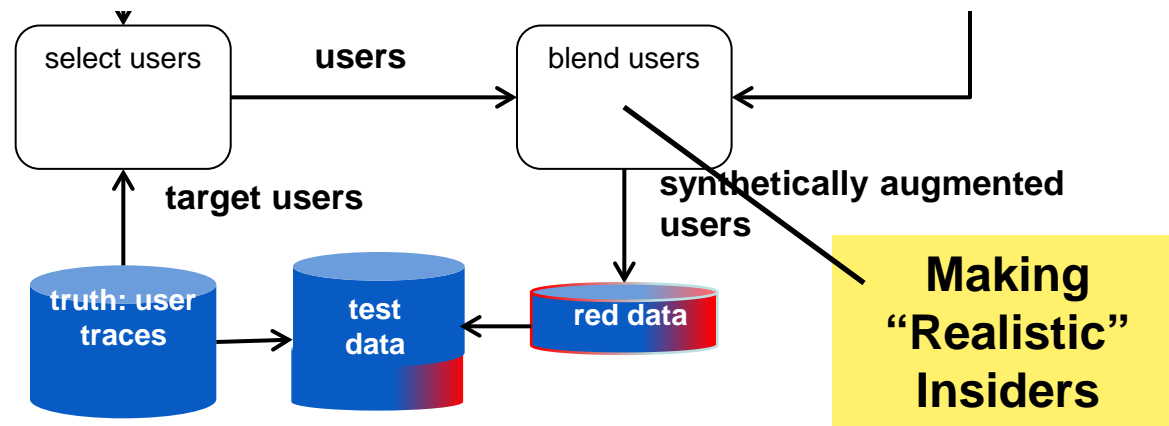 select users
users
blend users
target users
synthetically augmented
users
truth: user
traces
test
data
red data
Making
“Realistic”
Insiders